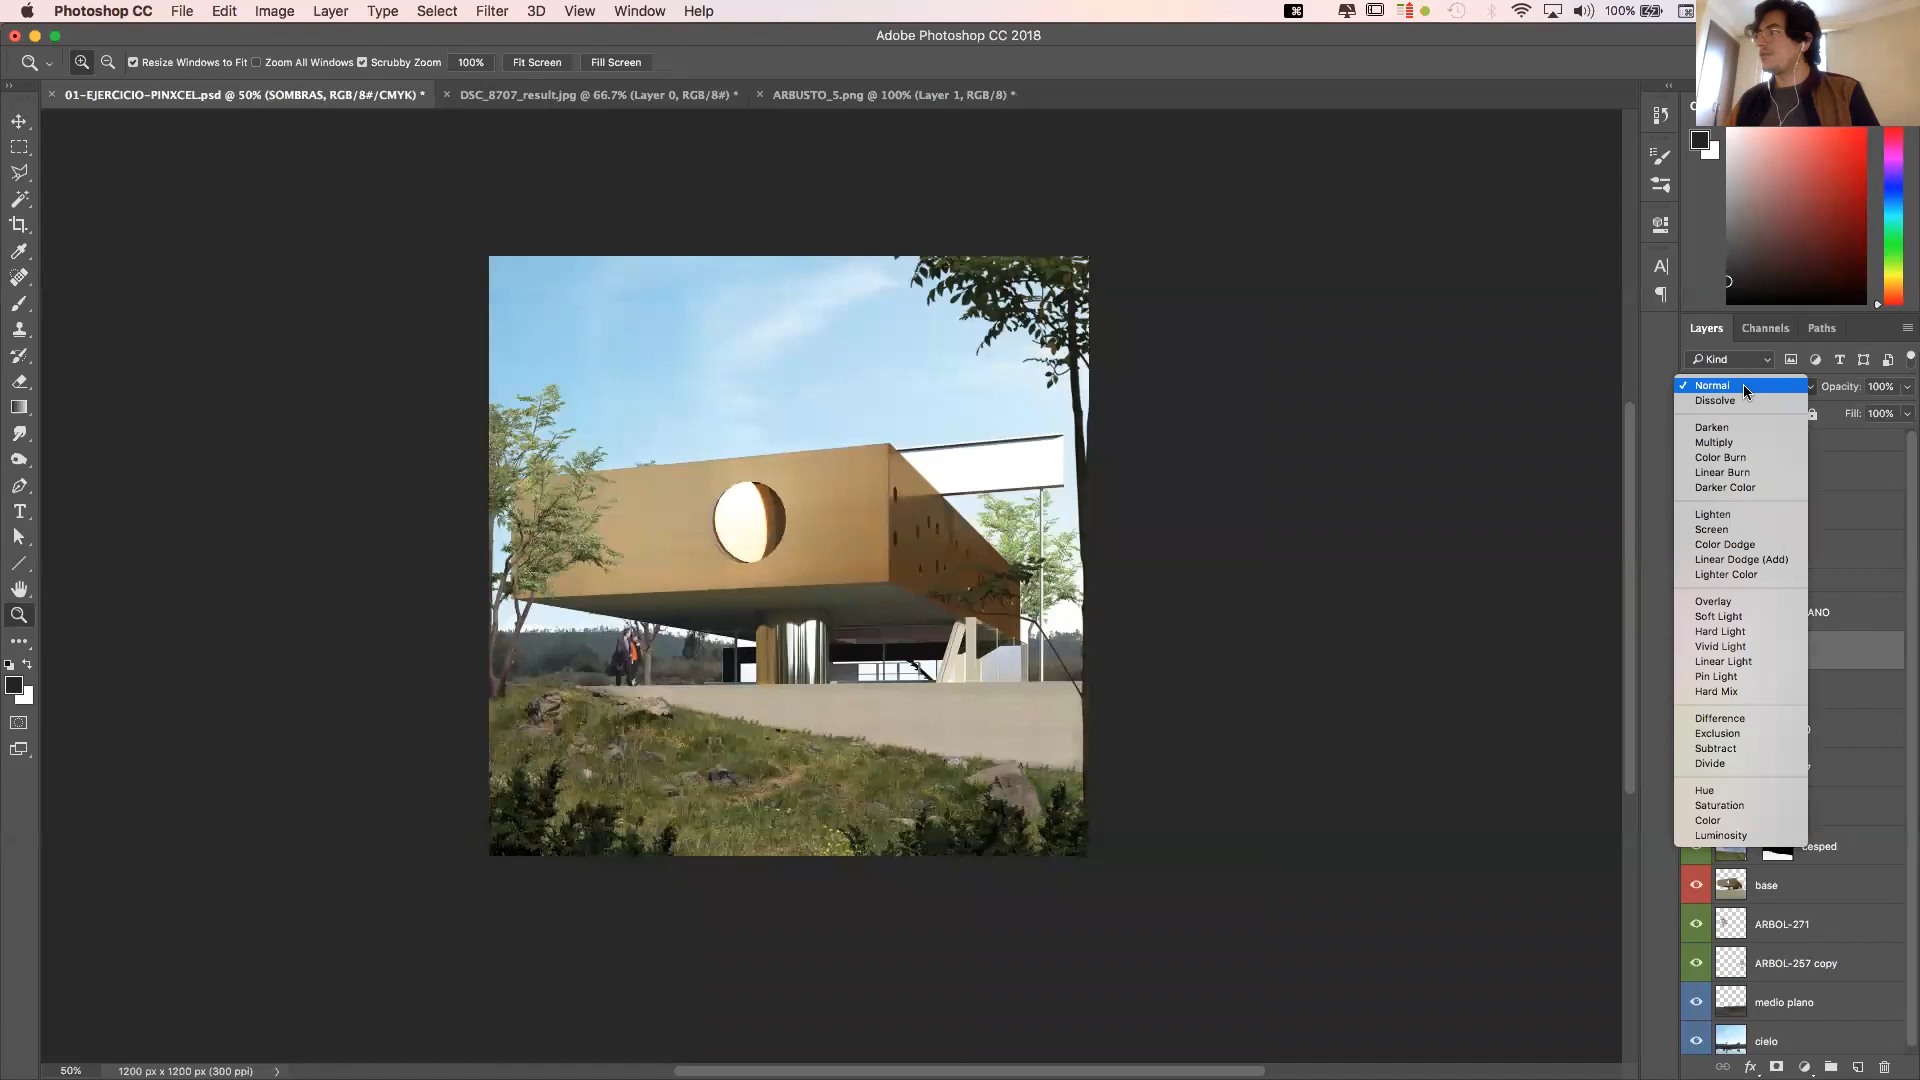 Photoshop CC File Edit Image Layer Type Select Filter 3D View Window Help 100%
Adobe Photoshop CC 2018
Resize Windows to Fit Zoom All Windows Scrubby Zoom 100% Fit Screen Fill Screen
01-EJERCICIO-PINXCEL.psd @ 50% (SOMBRAS, RGB/8#/CMYK) * DSC_8707_result.jpg @ 66.7% (Layer 0, RGB/8#) * ARBUSTO_5.png @ 100% (Layer 1, RGB/8) *
Layers Channels Paths
Kind
Normal Opacity: 100%
Dissolve
Fill: 100%
Darken
Multiply
Color Burn
Linear Burn
Darker Color
Lighten
Screen
Color Dodge
Linear Dodge (Add)
Lighter Color
Overlay
ANO
Soft Light
Hard Light
Vivid Light
Linear Light
Pin Light
Hard Mix
Difference
Exclusion
Subtract
Divide
Hue
Saturation
Color
Luminosity
cesped
base
ARBOL-271
ARBOL-257 copy
medio plano
cielo
50% 1200 px x 1200 px (300 ppi)